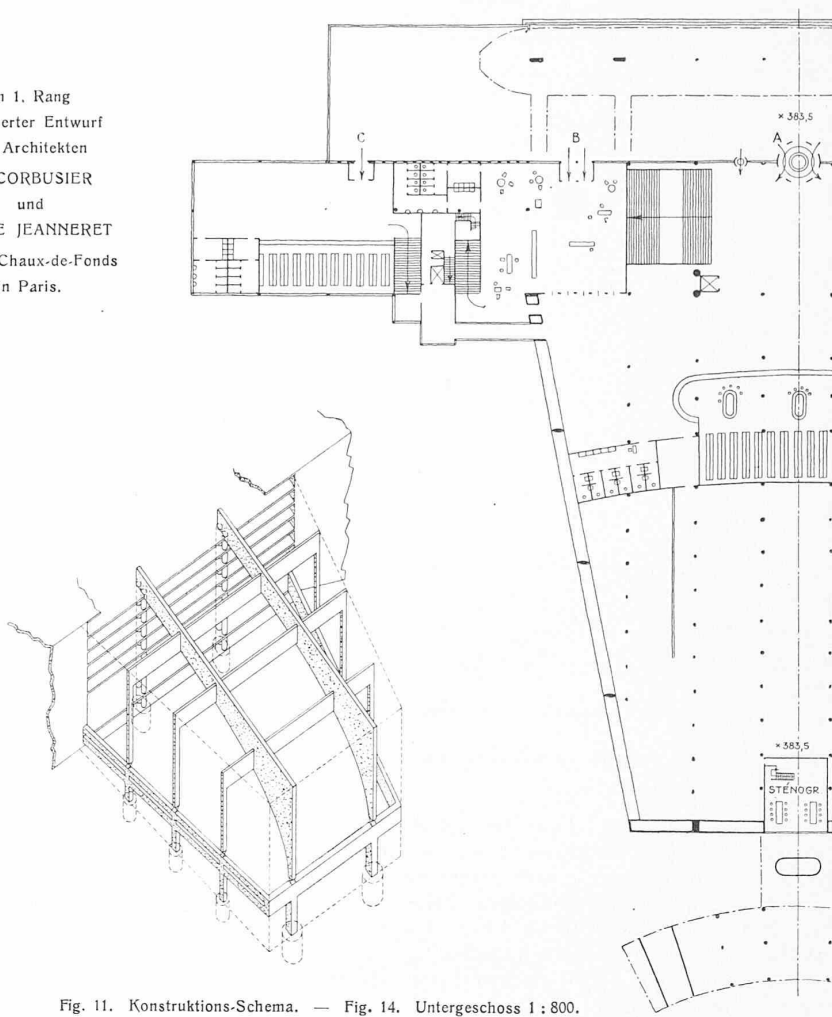 1. Rang
erter Entwurf
Architekten
CORBUSIER
und
E JEANNERET
Chaux-de-Fonds
n Paris.
C
B
A
× 383,5
× 383,5
STÉNOGR
Fig. 11. Konstruktions-Schema. — Fig. 14. Untergeschoss 1 : 800.